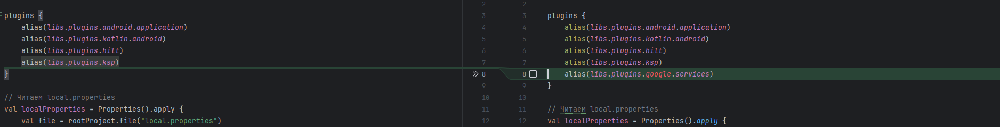 plugins {
    alias(libs.plugins.android.application)
    alias(libs.plugins.kotlin.android)
    alias(libs.plugins.hilt)
    alias(libs.plugins.ksp)
}
// Читаем local.properties
val localProperties = Properties().apply {
    val file = rootProject.file("local.properties")
2 2
3 3
4 4
5 5
6 6
7 7
8 8
9 9
10 10
11 11
12 12
plugins {
    alias(libs.plugins.android.application)
    alias(libs.plugins.kotlin.android)
    alias(libs.plugins.hilt)
    alias(libs.plugins.ksp)
    alias(libs.plugins.google.services)
}
// Читаем local.properties
val localProperties = Properties().apply {